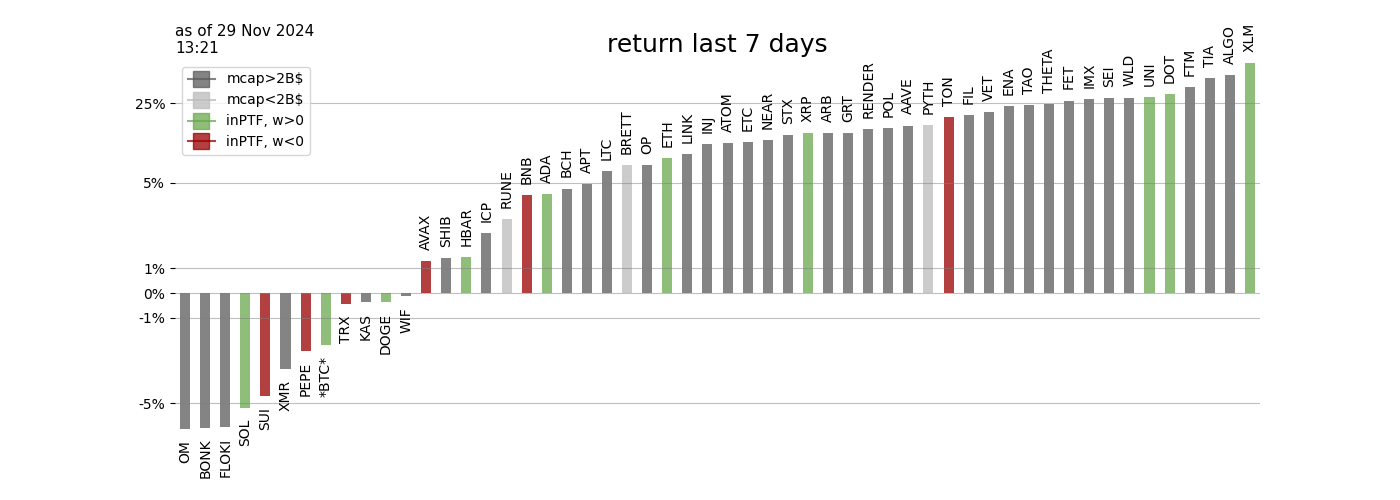 as of 29 Nov 2024
13:21
return last 7 days
mcap>2B$
mcap<2B$
inPTF, w>0
inPTF, w<0
25%
5%
1%
0%
-1%
-5%
OM
BONK
FLOKI
SOL
SUI
XMR
PEPE
*BTC*
TRX
KAS
DOGE
WIF
AVAX
SHIB
HBAR
ICP
RUNE
BNB
ADA
BCH
APT
LTC
BRETT
OP
ETH
LINK
INJ
ATOM
ETC
NEAR
STX
XRP
ARB
GRT
RENDER
POL
AAVE
PYTH
TON
FIL
VET
ENA
TAO
THETA
FET
IMX
SEI
WLD
UNI
DOT
FTM
TIA
ALGO
XLM